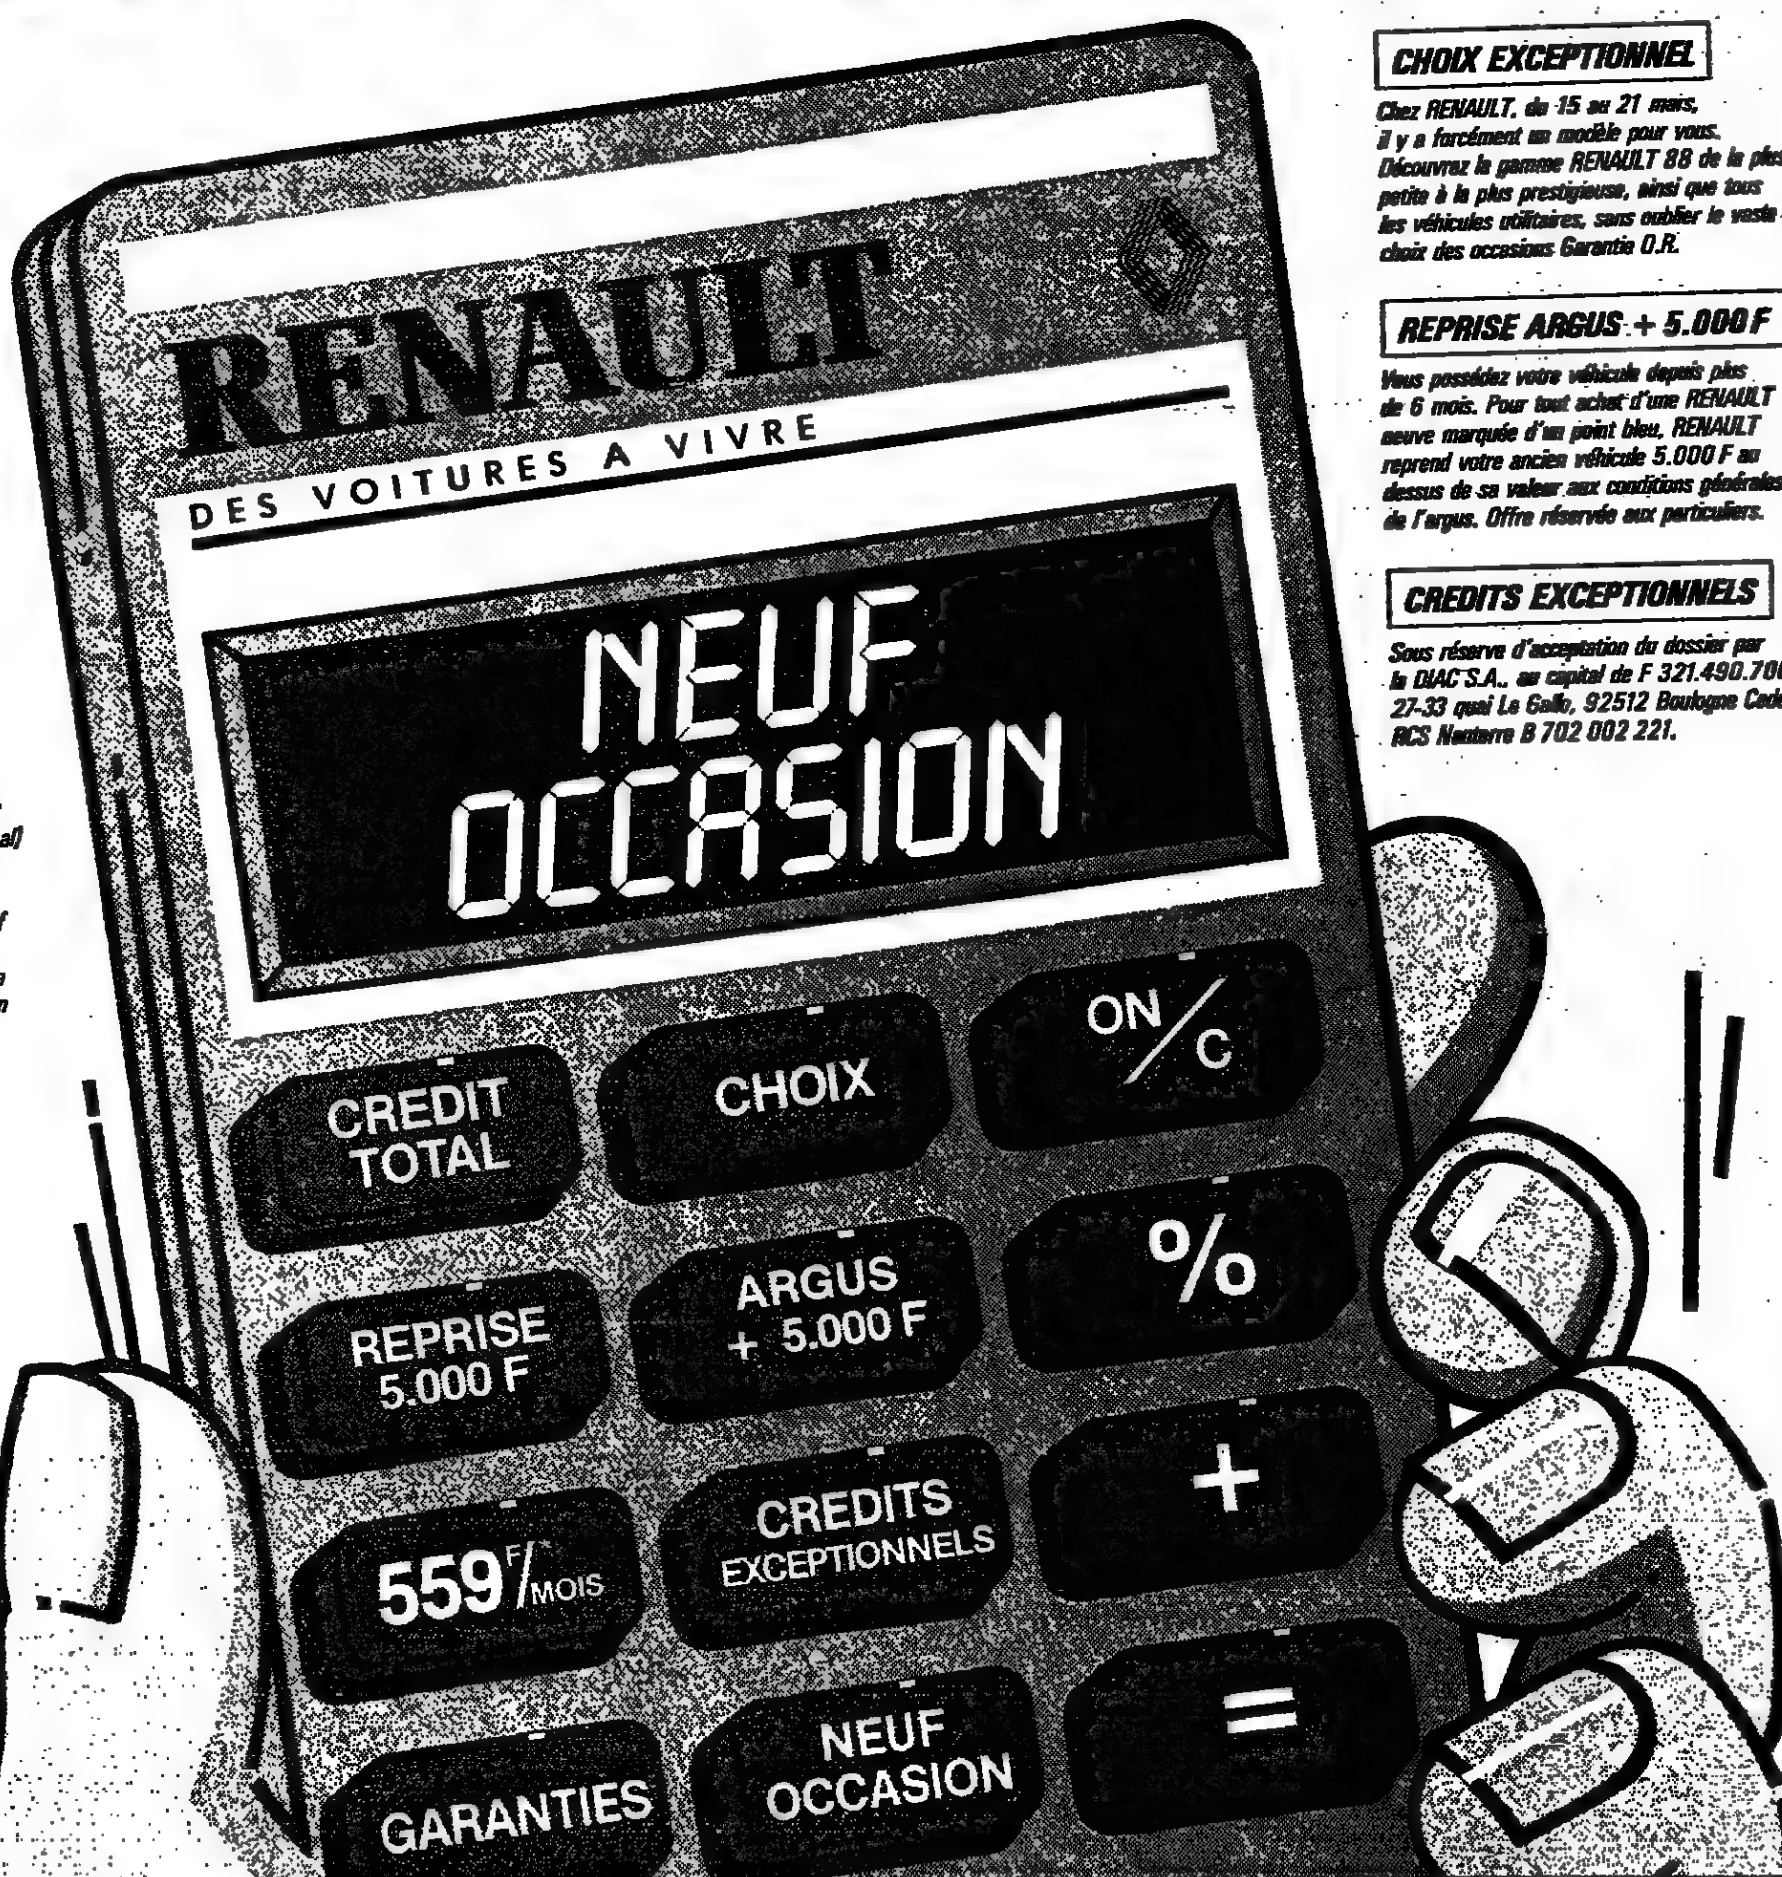 RENAULT
DES VOITURES A VIVRE
NEUF
OCCASION
CREDIT
TOTAL
CHOIX
ON/C
REPRISE
5.000 F
ARGUS
+ 5.000 F
%
559 F/*MOIS
CREDITS
EXCEPTIONNELS
+
GARANTIES
NEUF
OCCASION
=
CHOIX EXCEPTIONNEL
Chez RENAULT, du 15 au 21 mars,
il y a forcément un modèle pour vous.
Découvrez la gamme RENAULT 88 de la plus
petite à la plus prestigieuse, ainsi que tous
les véhicules utilitaires, sans oublier le vaste
choix des occasions Garantie O.R.
REPRISE ARGUS + 5.000 F
Vous possédez votre véhicule depuis plus
de 6 mois. Pour tout achat d'une RENAULT
neuve marquée d'un point bleu, RENAULT
reprend votre ancien véhicule 5.000 F au
dessus de sa valeur aux conditions générales
de l'argus. Offre réservée aux particuliers.
CREDITS EXCEPTIONNELS
Sous réserve d'acceptation du dossier par
la DIAC S.A., au capital de F 321.490.700
27-33 quai Le Gallo, 92512 Boulogne Cede
RCS Nanterre B 702 002 221.